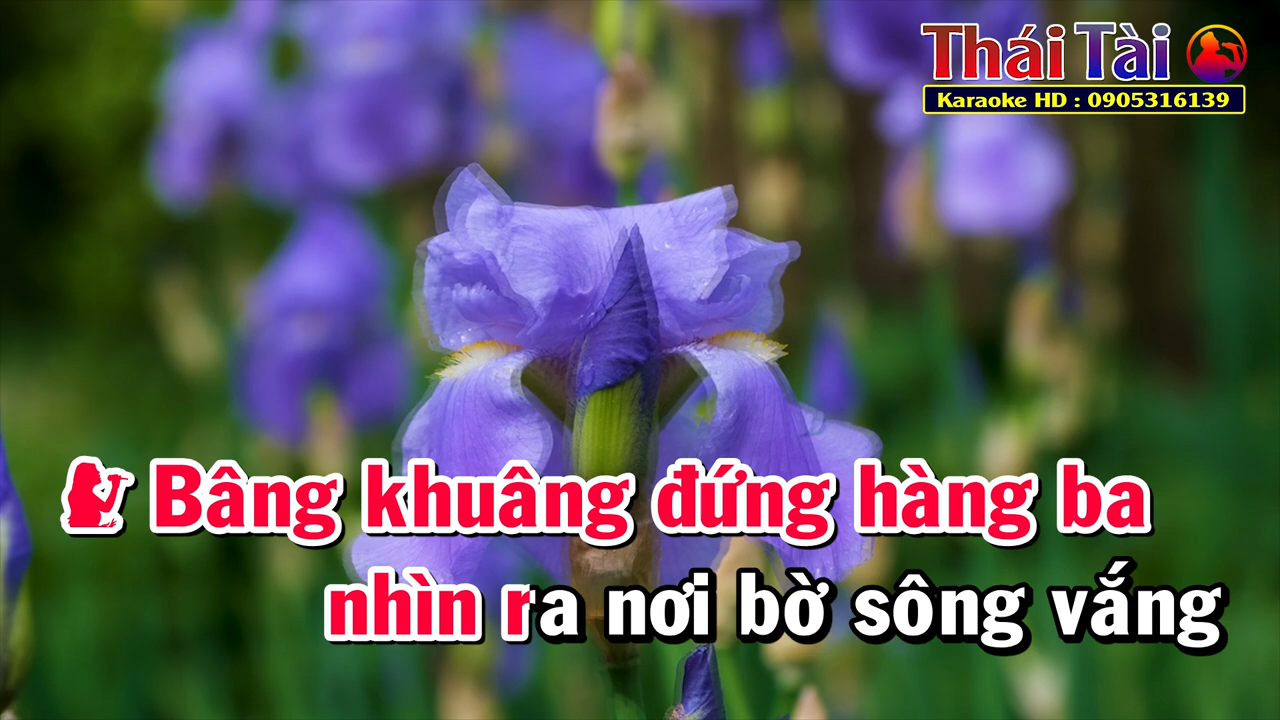 Thái Tài
Karaoke HD : 0905316139
Bâng khuâng đứng hàng ba
nhìn ra nơi bờ sông vắng